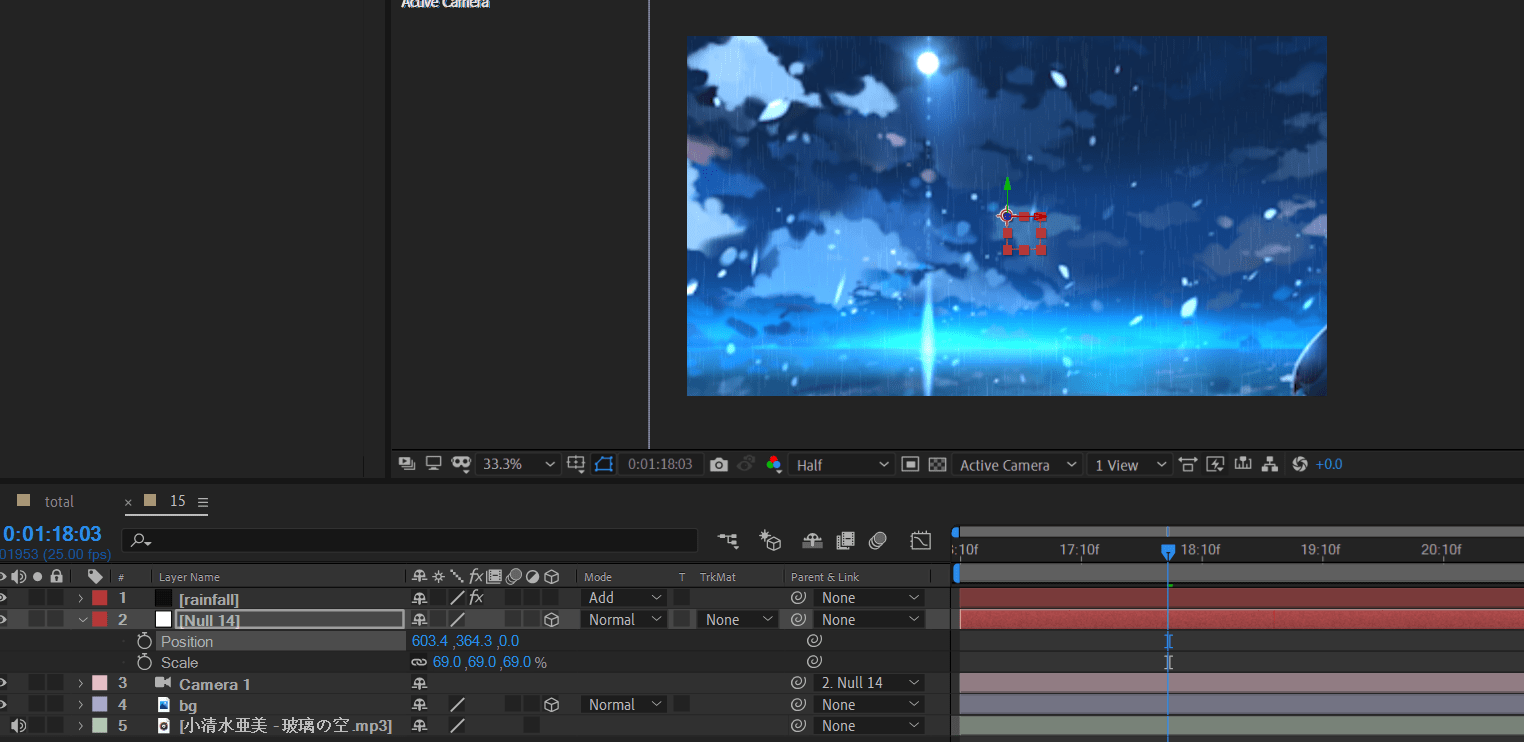 Active Camera
33.3%
0:01:18:03
Half
Active Camera
1 View
+0.0
total
× 15
0:01:18:03
01953 (25.00 fps)
:10f 17:10f 18:10f 19:10f 20:10f
# Layer Name Mode T TrkMat Parent & Link
1 [rainfall] fx Add None
2 [Null 14] Normal None None
Position 603.4 ,364.3 ,0.0
Scale 69.0 ,69.0 ,69.0 %
3 Camera 1 2. Null 14
4 bg Normal None
5 [小清水亜美 - 玻璃の空.mp3] None